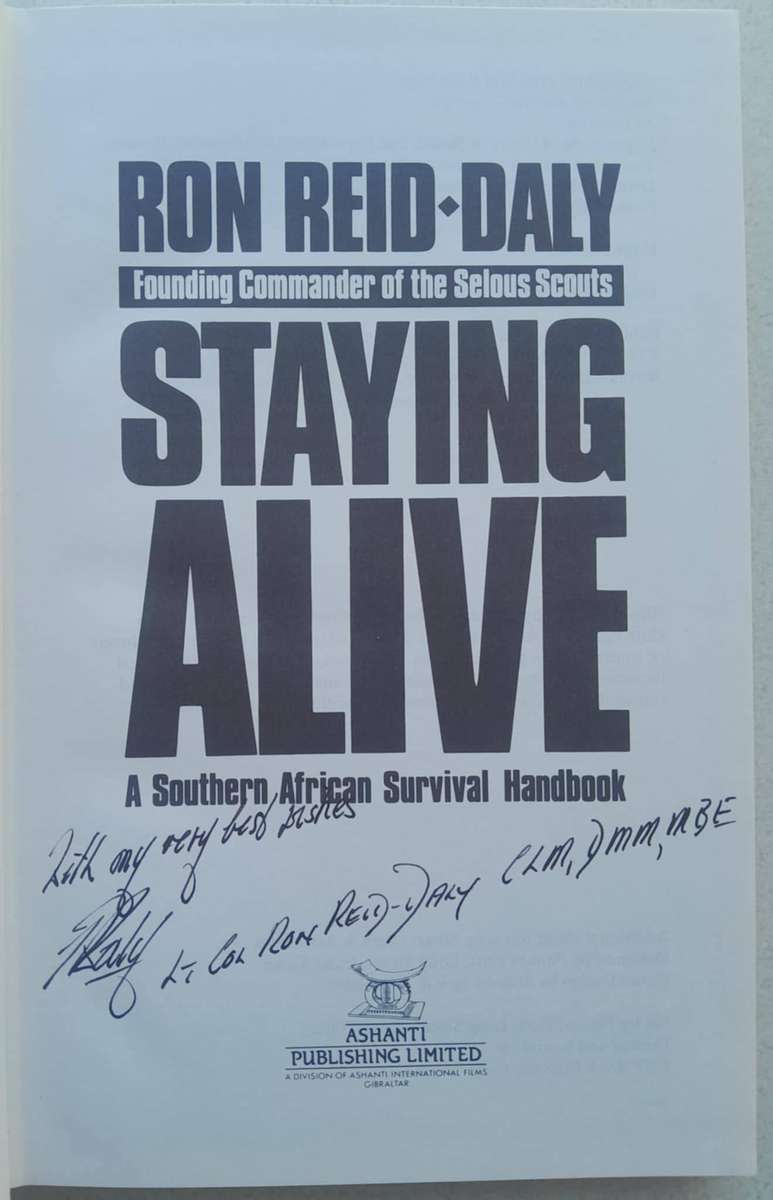 RON REID◆DALY
Founding Commander of the Selous Scouts
STAYING
ALIVE
A Southern African Survival Handbook
With my very best wishes
Lt Col RON REID-DALY CLM, DMM, MBE
ASHANTI
PUBLISHING LIMITED
A DIVISION OF ASHANTI INTERNATIONAL FILMS
GIBRALTAR